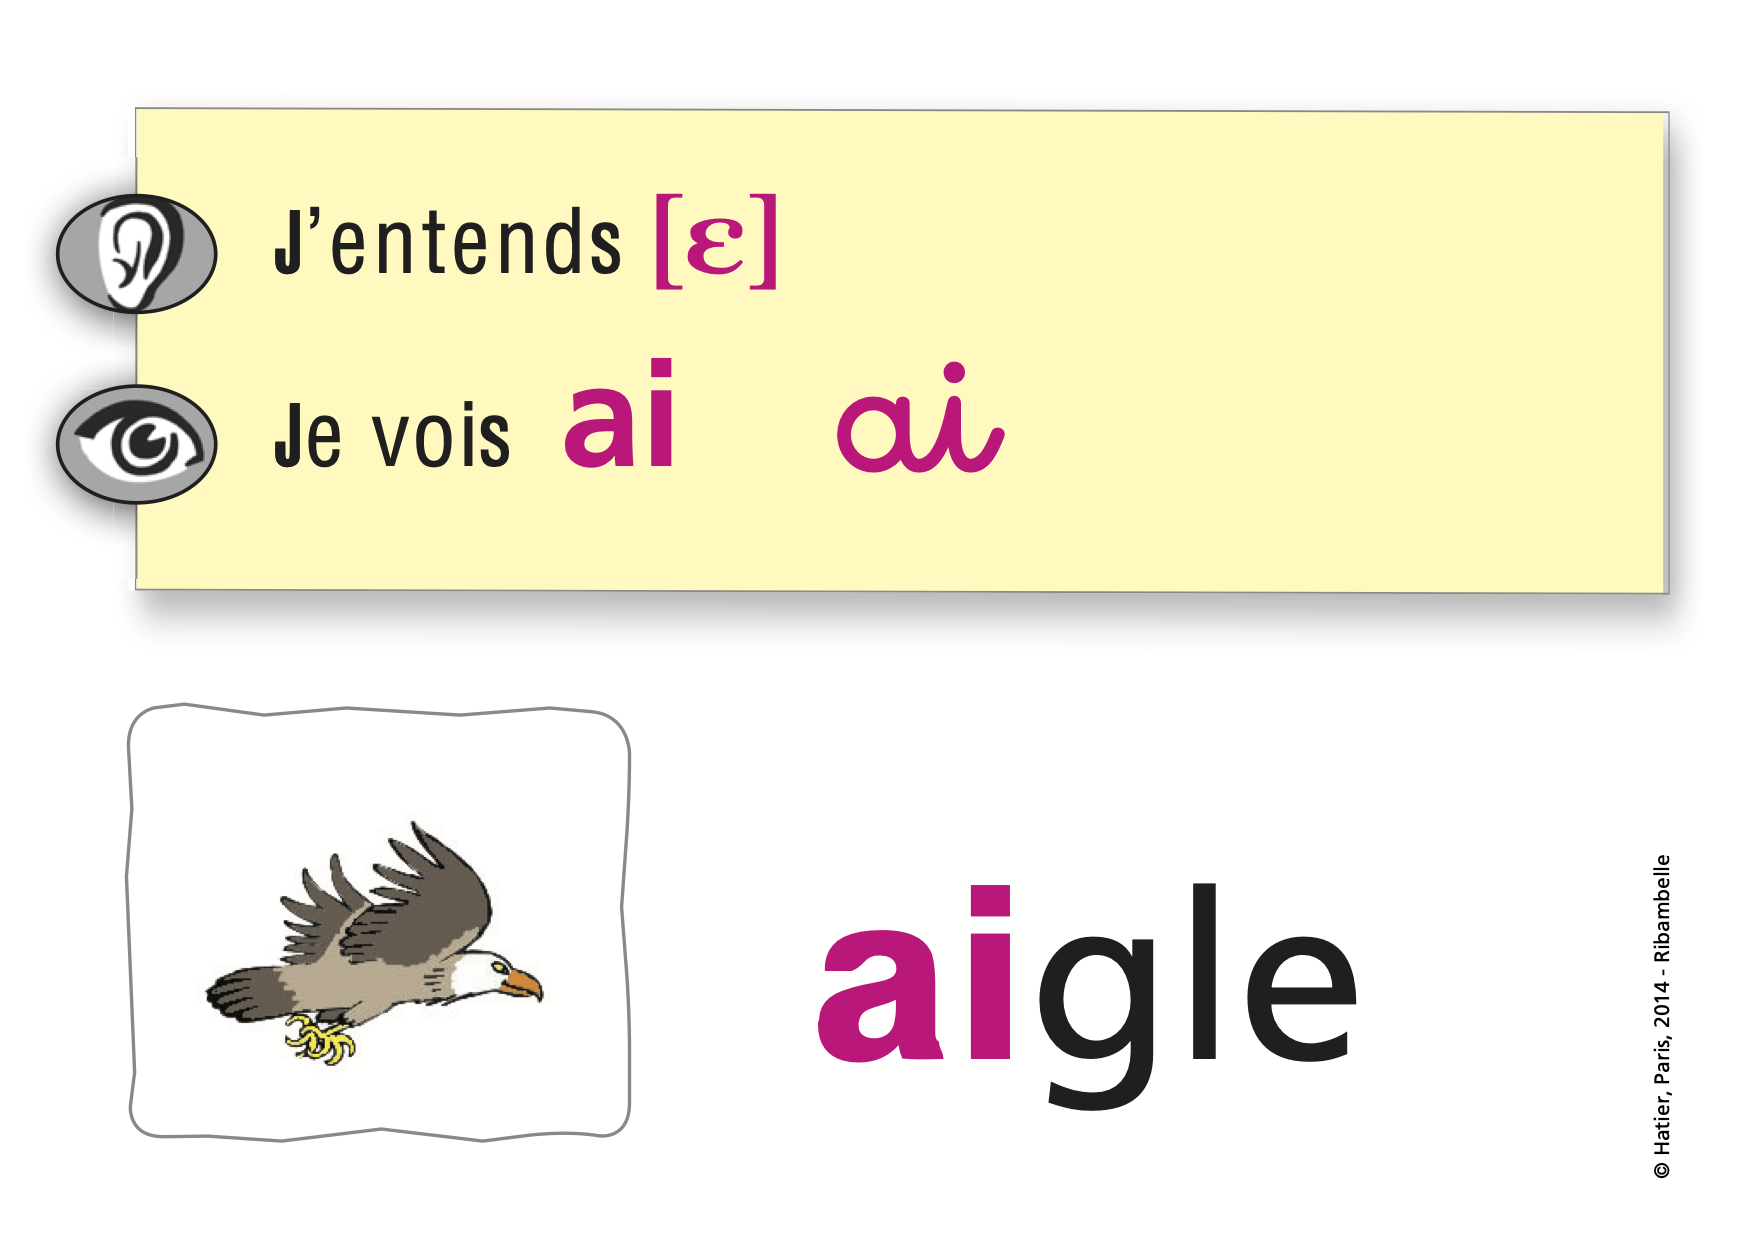 J'entends [ε]
Je vois ai ai
aigle
© Hatier, Paris, 2014 - Ribambelle